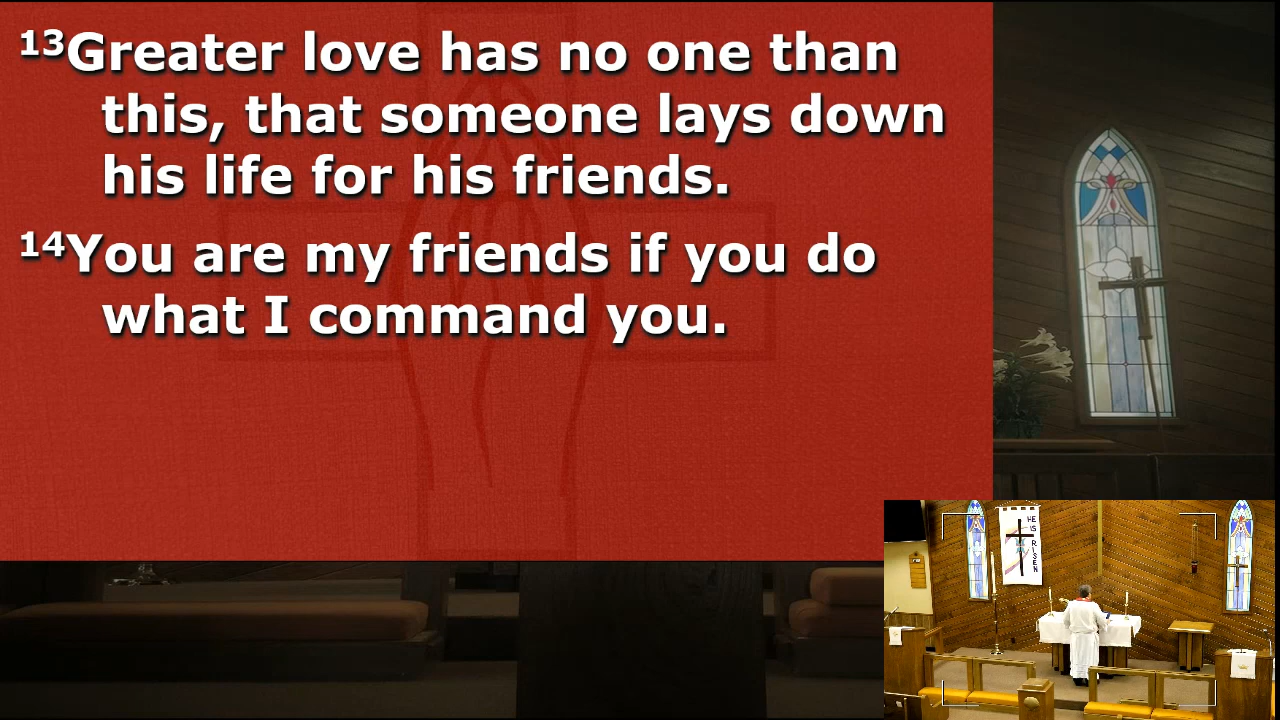 13Greater love has no one than
this, that someone lays down
his life for his friends.
14You are my friends if you do
what I command you.
HE
IS
RISEN